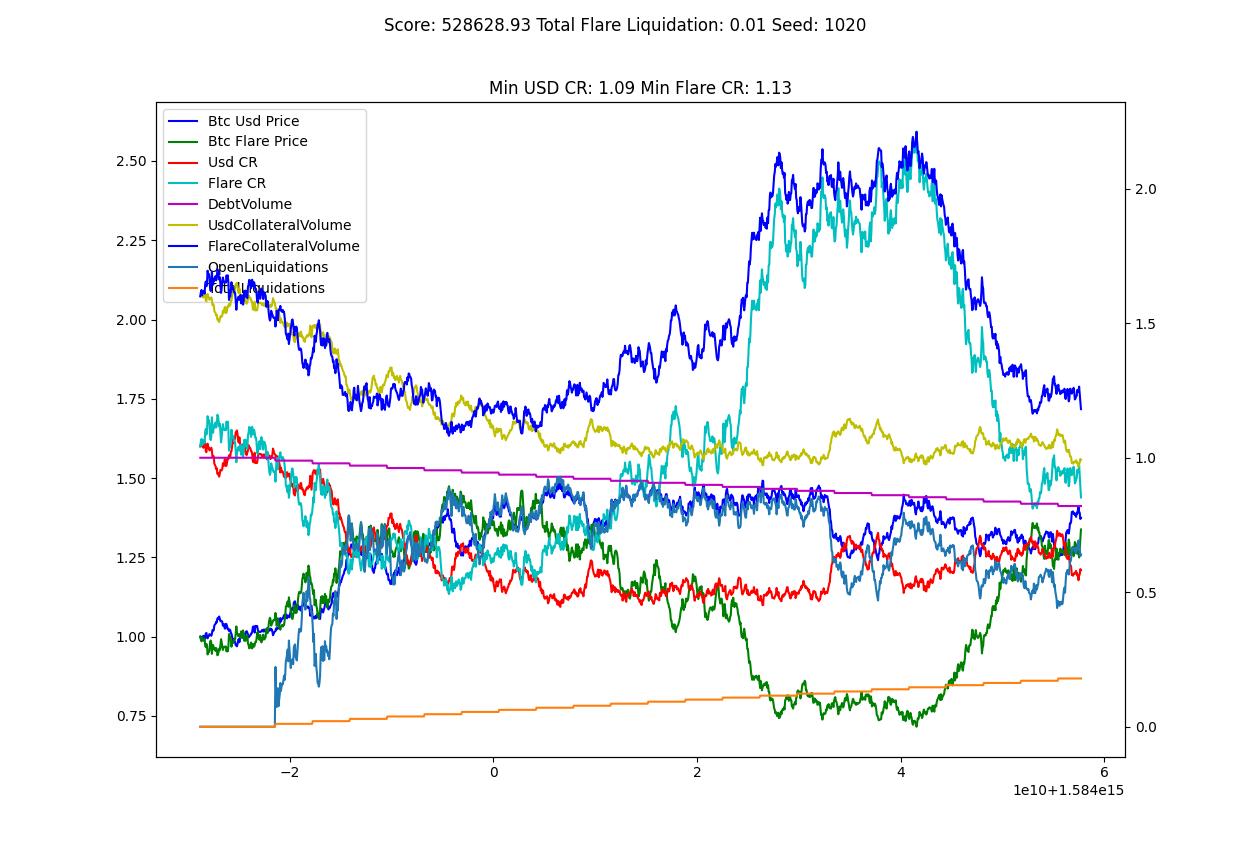 Score: 528628.93 Total Flare Liquidation: 0.01 Seed: 1020
Min USD CR: 1.09 Min Flare CR: 1.13
Btc Usd Price
Btc Flare Price
Usd CR
Flare CR
DebtVolume
UsdCollateralVolume
FlareCollateralVolume
OpenLiquidations
TotalLiquidations
2.50
2.25
2.00
1.75
1.50
1.25
1.00
0.75
2.0
1.5
1.0
0.5
0.0
−2
0
2
4
6
1e10+1.584e15